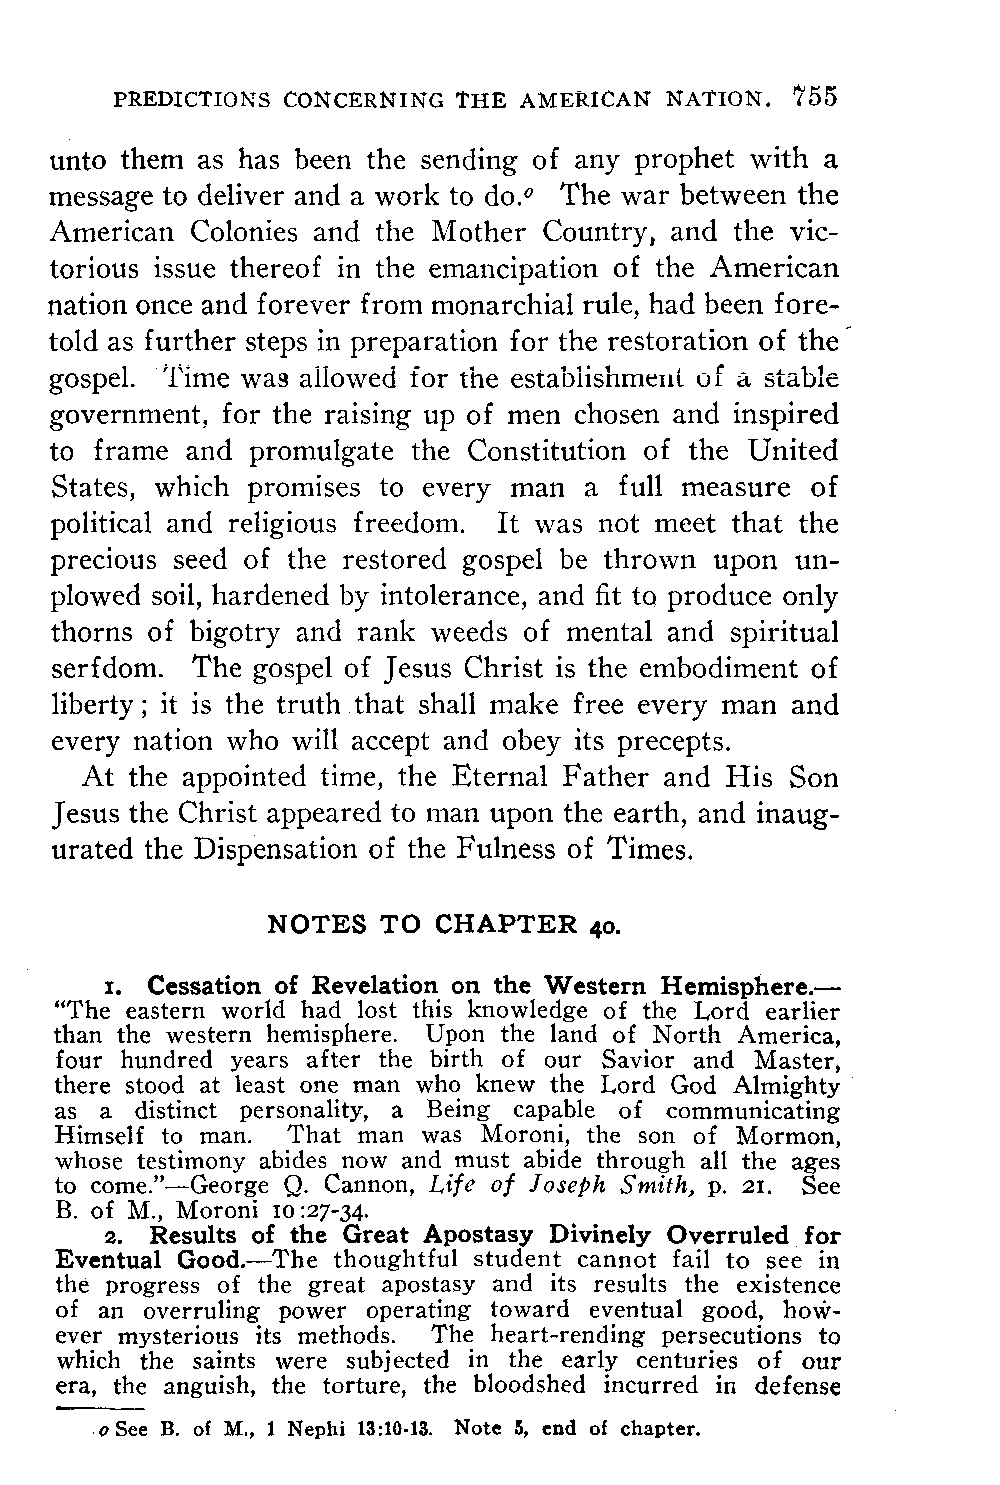 PREDICTIONS CONCERNING THE AMERICAN NATION. 755
unto them as has been the sending of any prophet with a
message to deliver and a work to do.o The war between the
American Colonies and the Mother Country, and the vic-
torious issue thereof in the emancipation of the American
nation once and forever from monarchial rule, had been fore-
told as further steps in preparation for the restoration of the
gospel. Time was allowed for the establishment of a stable
government, for the raising up of men chosen and inspired
to frame and promulgate the Constitution of the United
States, which promises to every man a full measure of
political and religious freedom. It was not meet that the
precious seed of the restored gospel be thrown upon un-
plowed soil, hardened by intolerance, and fit to produce only
thorns of bigotry and rank weeds of mental and spiritual
serfdom. The gospel of Jesus Christ is the embodiment of
liberty; it is the truth that shall make free every man and
every nation who will accept and obey its precepts.
At the appointed time, the Eternal Father and His Son
Jesus the Christ appeared to man upon the earth, and inaug-
urated the Dispensation of the Fulness of Times.
NOTES TO CHAPTER 40.
1. Cessation of Revelation on the Western Hemisphere.—
“The eastern world had lost this knowledge of the Lord earlier
than the western hemisphere. Upon the land of North America,
four hundred years after the birth of our Savior and Master,
there stood at least one man who knew the Lord God Almighty
as a distinct personality, a Being capable of communicating
Himself to man. That man was Moroni, the son of Mormon,
whose testimony abides now and must abide through all the ages
to come.”—George Q. Cannon, Life of Joseph Smith, p. 21. See
B. of M., Moroni 10:27-34.
2. Results of the Great Apostasy Divinely Overruled for
Eventual Good.—The thoughtful student cannot fail to see in
the progress of the great apostasy and its results the existence
of an overruling power operating toward eventual good, how-
ever mysterious its methods. The heart-rending persecutions to
which the saints were subjected in the early centuries of our
era, the anguish, the torture, the bloodshed incurred in defense
o See B. of M., 1 Nephi 13:10-13. Note 5, end of chapter.